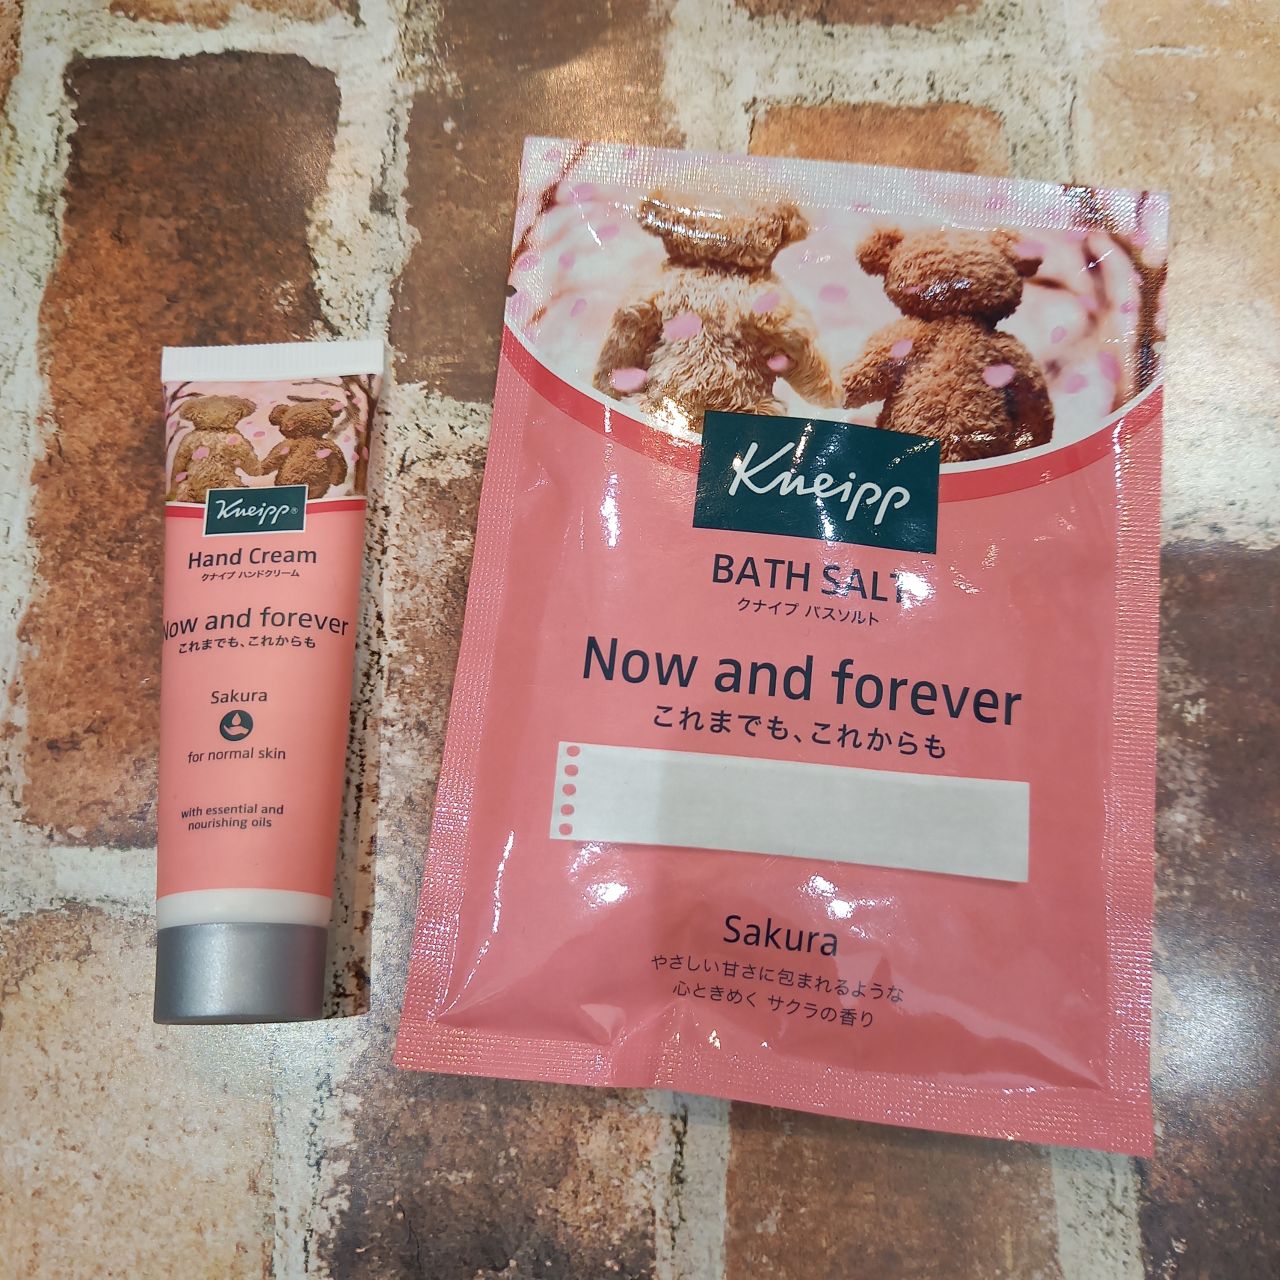 Kneipp®
Hand Cream
クナイプ ハンドクリーム
Now and forever
これまでも、これからも
Sakura
for normal skin
with essential and
nourishing oils
Kneipp
BATH SALT
クナイプ バスソルト
Now and forever
これまでも、これからも
Sakura
やさしい甘さに包まれるような
心ときめく サクラの香り